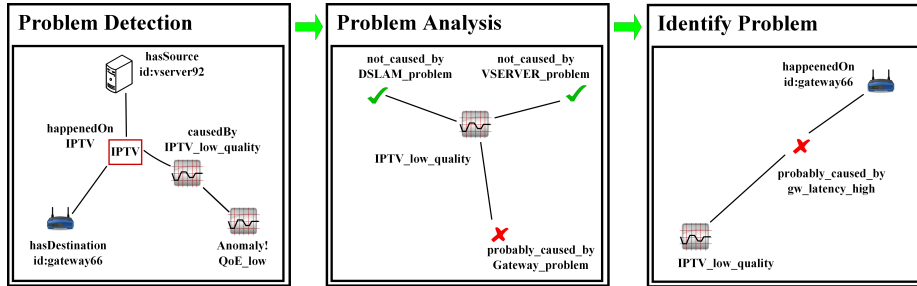 Problem Detection
hasSource
id:vserver92
happenedOn
IPTV
IPTV
causedBy
IPTV_low_quality
hasDestination
id:gateway66
Anomaly!
QoE_low
Problem Analysis
not_caused_by
DSLAM_problem
not_caused_by
VSERVER_problem
IPTV_low_quality
probably_caused_by
Gateway_problem
Identify Problem
happeenedOn
id:gateway66
probably_caused_by
gw_latency_high
IPTV_low_quality